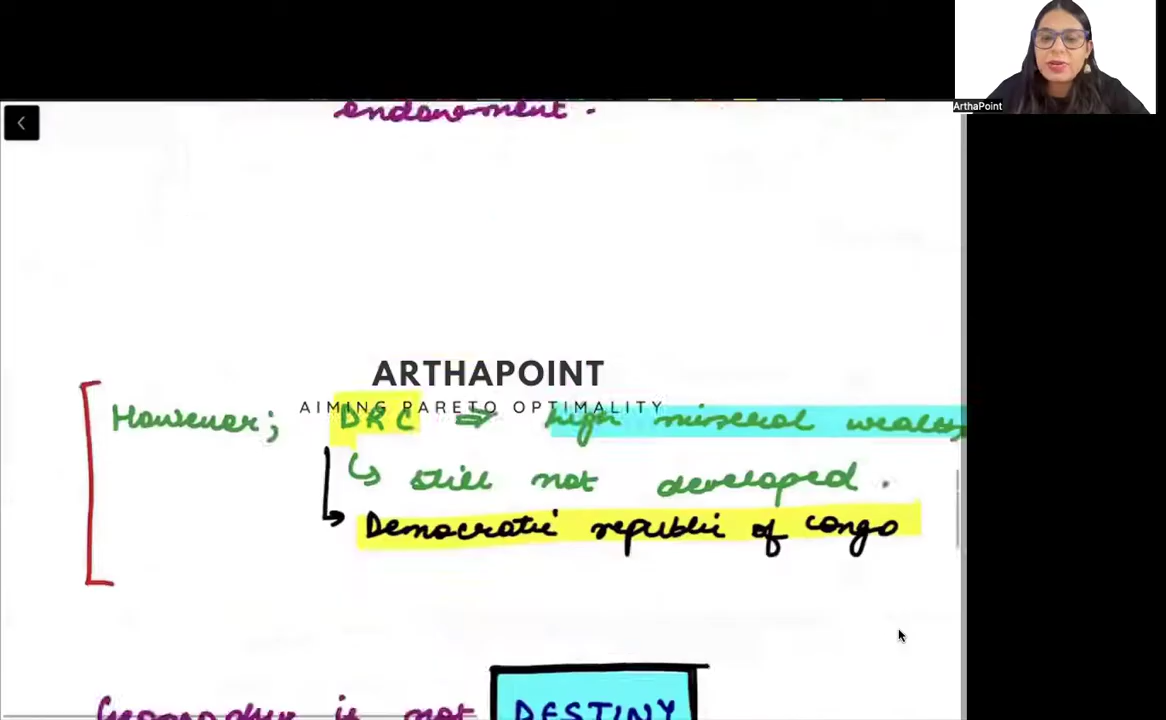 ArthaPoint
endowment.
ARTHAPOINT
AIMING PARETO OPTIMALITY
However; DRC ⇒ high mineral wealth,
↳ still not developed.
Democratic republic of congo
Geography is not DESTINY